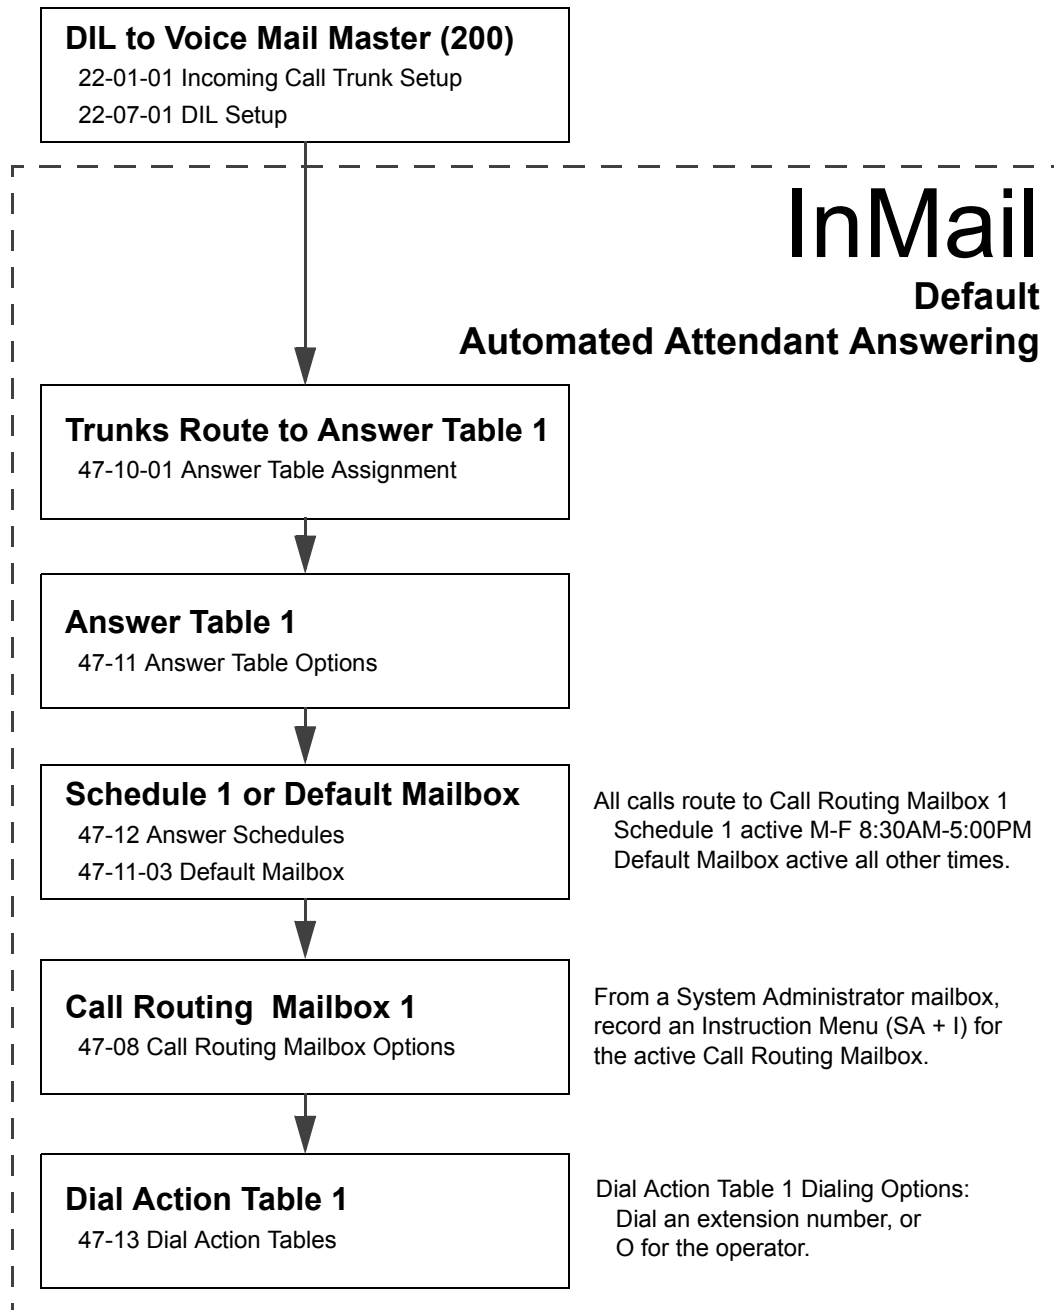 DIL to Voice Mail Master (200)
22-01-01 Incoming Call Trunk Setup
22-07-01 DIL Setup
InMail
Default
Automated Attendant Answering
Trunks Route to Answer Table 1
47-10-01 Answer Table Assignment
Answer Table 1
47-11 Answer Table Options
Schedule 1 or Default Mailbox
47-12 Answer Schedules
47-11-03 Default Mailbox
All calls route to Call Routing Mailbox 1
Schedule 1 active M-F 8:30AM-5:00PM
Default Mailbox active all other times.
Call Routing  Mailbox 1
47-08 Call Routing Mailbox Options
From a System Administrator mailbox,
record an Instruction Menu (SA + I) for
the active Call Routing Mailbox.
Dial Action Table 1
47-13 Dial Action Tables
Dial Action Table 1 Dialing Options:
Dial an extension number, or
O for the operator.